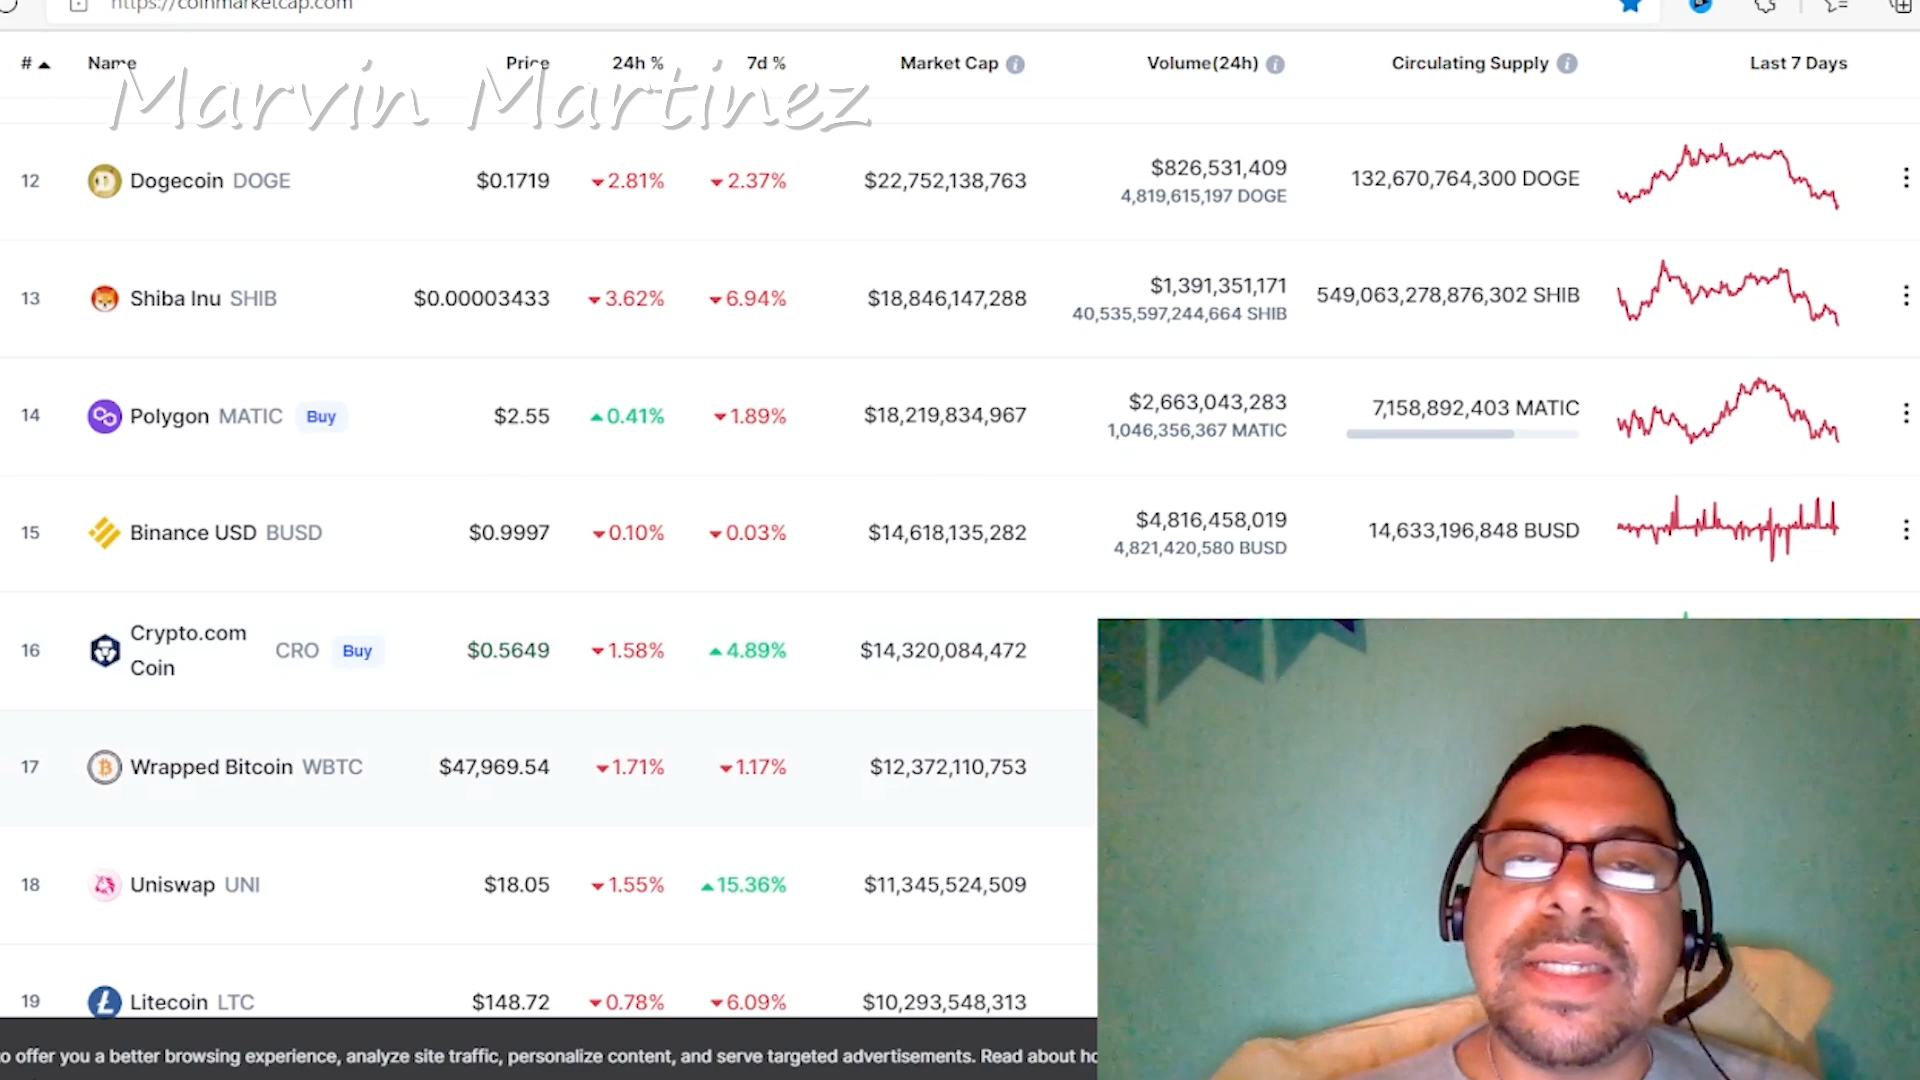 https://coinmarketcap.com
# Name Price 24h % 7d % Market Cap Volume(24h) Circulating Supply Last 7 Days
Marvin Martinez
12 Dogecoin DOGE $0.1719 2.81% 2.37% $22,752,138,763 $826,531,409 132,670,764,300 DOGE
4,819,615,197 DOGE
13 Shiba Inu SHIB $0.00003433 3.62% 6.94% $18,846,147,288 $1,391,351,171 549,063,278,876,302 SHIB
40,535,597,244,664 SHIB
14 Polygon MATIC Buy $2.55 0.41% 1.89% $18,219,834,967 $2,663,043,283 7,158,892,403 MATIC
1,046,356,367 MATIC
15 Binance USD BUSD $0.9997 0.10% 0.03% $14,618,135,282 $4,816,458,019 14,633,196,848 BUSD
4,821,420,580 BUSD
16 Crypto.com Coin CRO Buy $0.5649 1.58% 4.89% $14,320,084,472
17 Wrapped Bitcoin WBTC $47,969.54 1.71% 1.17% $12,372,110,753
18 Uniswap UNI $18.05 1.55% 15.36% $11,345,524,509
19 Litecoin LTC $148.72 0.78% 6.09% $10,293,548,313
to offer you a better browsing experience, analyze site traffic, personalize content, and serve targeted advertisements. Read about